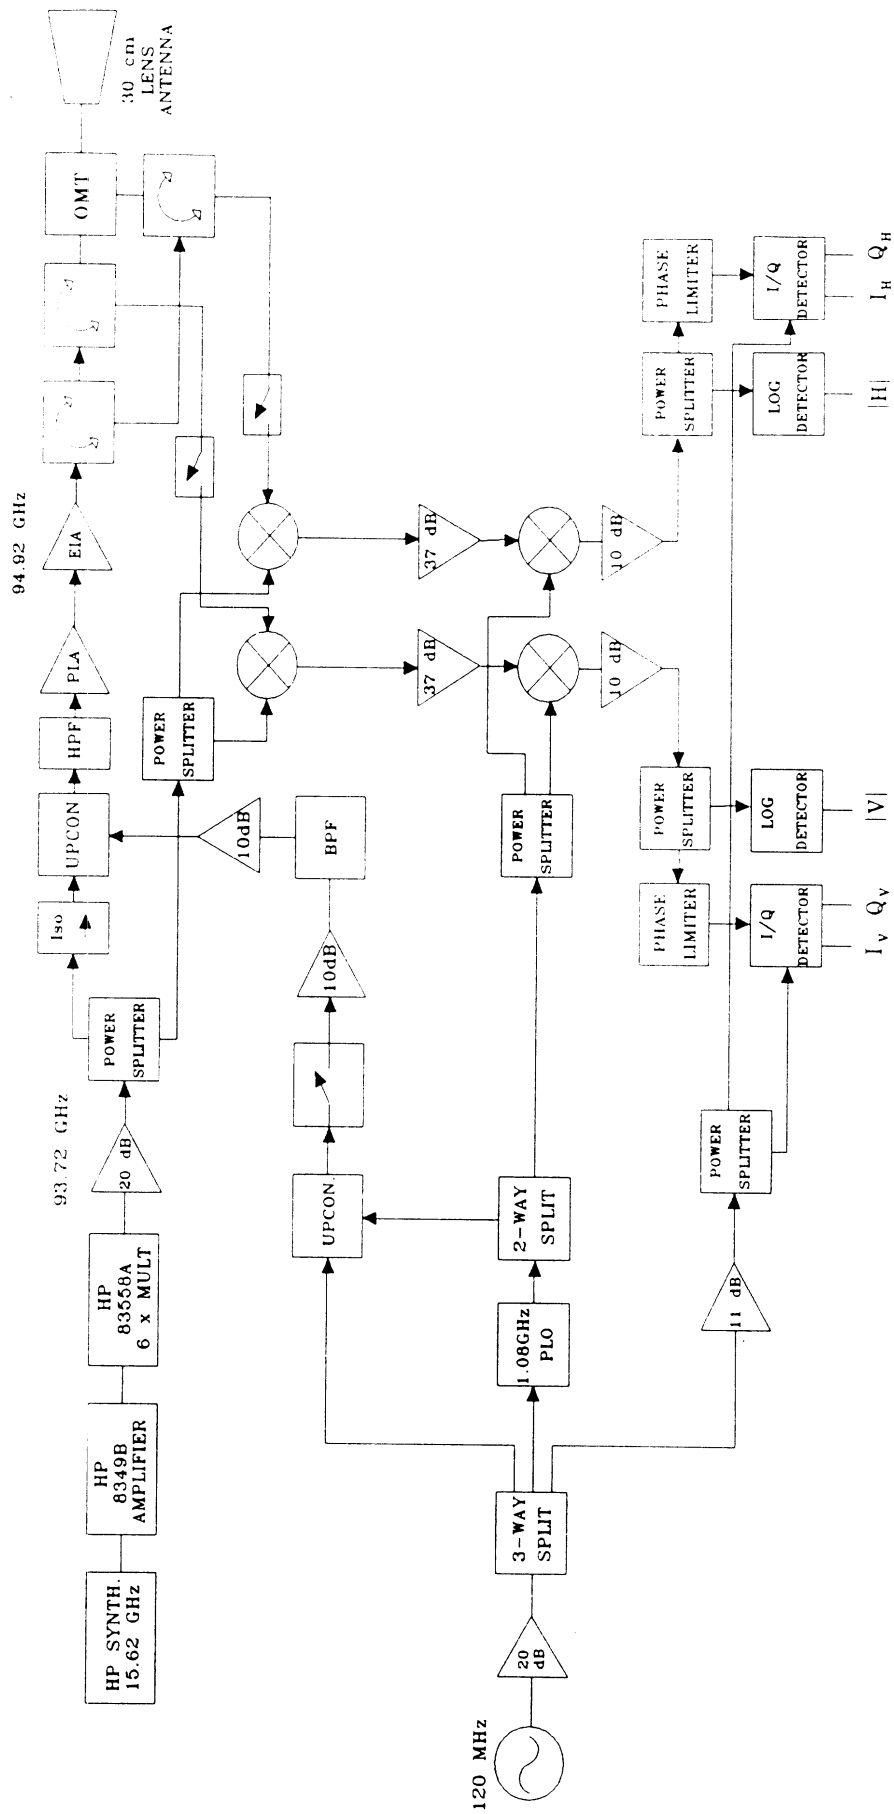 HP SYNTH.
15.62 GHz
HP
8349B
AMPLIFIER
HP
83558A
6 x MULT
20 dB
93.72 GHz
POWER
SPLITTER
Iso
UPCON
HPF
PLA
EIA
94.92 GHz
OMT
30 cm
LENS
ANTENNA
POWER
SPLITTER
10dB
BPF
10dB
UPCON.
37 dB
37 dB
10 dB
10 dB
POWER
SPLITTER
120 MHz
20
dB
3-WAY
SPLIT
1.08GHz
PLO
2-WAY
SPLIT
11 dB
POWER
SPLITTER
PHASE
LIMITER
POWER
SPLITTER
I/Q
DETECTOR
LOG
DETECTOR
I_V Q_V
|V|
POWER
SPLITTER
PHASE
LIMITER
LOG
DETECTOR
I/Q
DETECTOR
|H|
I_H Q_H